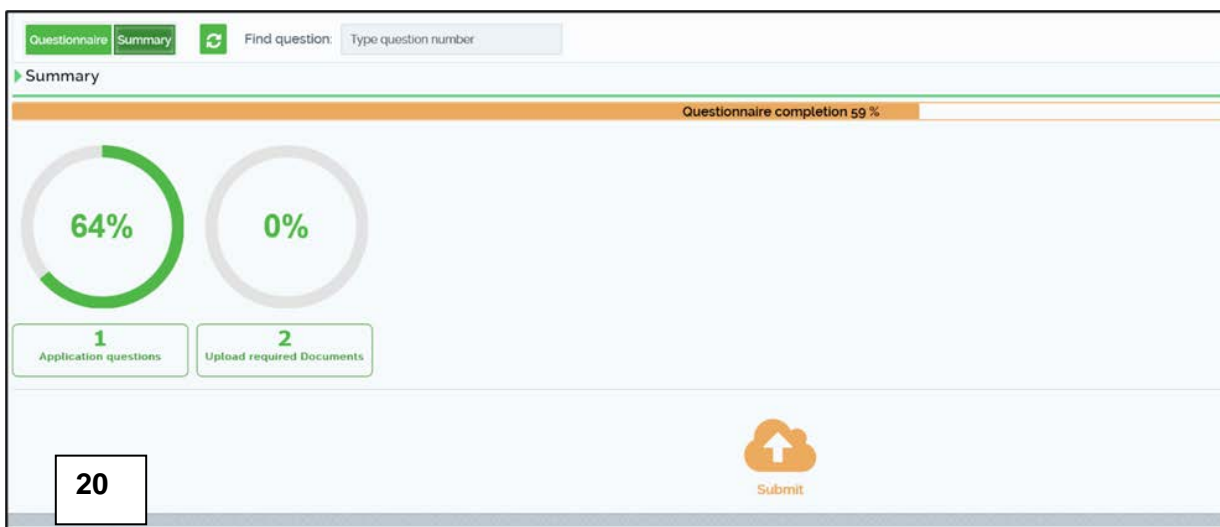 Questionnaire Summary Find question: Type question number
Summary
Questionnaire completion 59 %
64% 0%
1 2
Application questions Upload required Documents
Submit
20